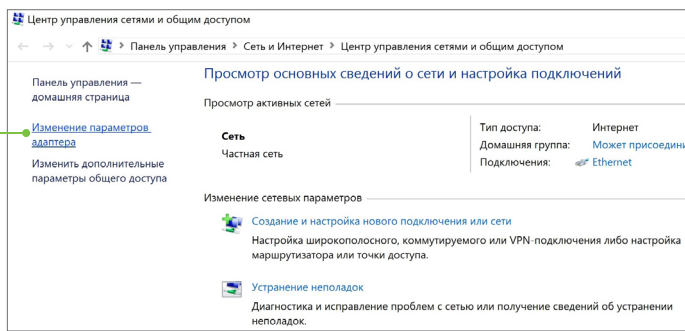 Центр управления сетями и общим доступом
Панель управления > Сеть и Интернет > Центр управления сетями и общим доступом
Панель управления —
домашняя страница
Изменение параметров
адаптера
Изменить дополнительные
параметры общего доступа
Просмотр основных сведений о сети и настройка подключений
Просмотр активных сетей
Сеть
Частная сеть
Тип доступа: Интернет
Домашняя группа: Может присоедини
Подключения: Ethernet
Изменение сетевых параметров
Создание и настройка нового подключения или сети
Настройка широкополосного, коммутируемого или VPN-подключения либо настройка
маршрутизатора или точки доступа.
Устранение неполадок
Диагностика и исправление проблем с сетью или получение сведений об устранении
неполадок.